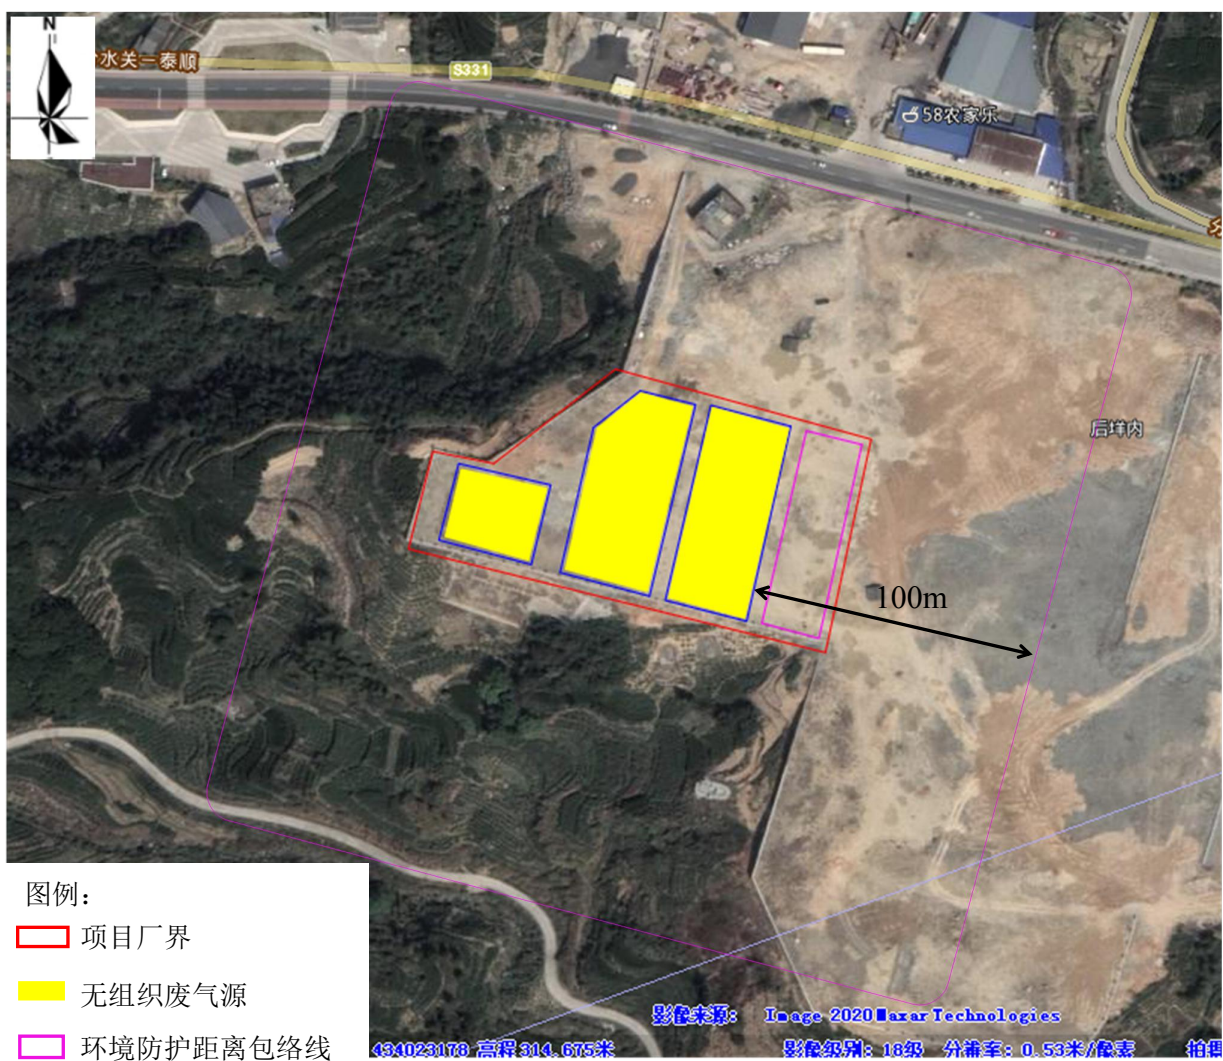 N
水关一泰顺
S331
58农家乐
后垟内
100m
图例：
项目厂界
无组织废气源
环境防护距离包络线
影像来源： Image 2020 Maxar Technologies
434023178 高程 314.675米
影像级别：18级 分辨率：0.53米/像素